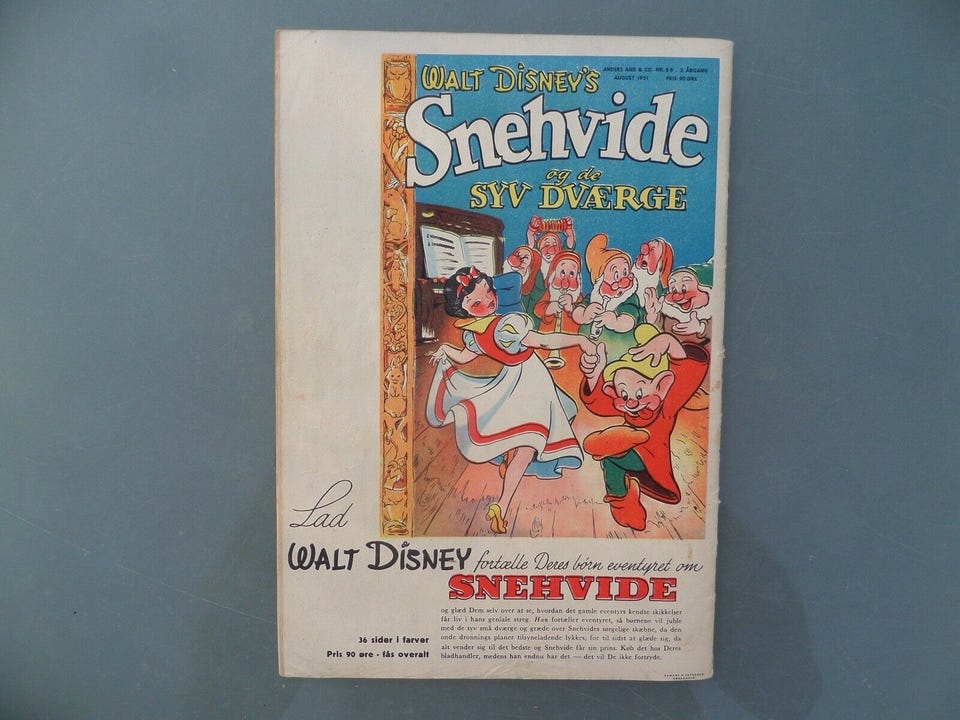 WALT DISNEY'S
ANDERS AND & CO. NR. 8 B . 2 ÅRGANG
AUGUST 1951
PRIS 90 ØRE
Snehvide
og de
SYV DVÆRGE
Lad
WALT DISNEY fortælle Deres børn eventyret om
SNEHVIDE
og glæd Dem selv over at se, hvordan det gamle eventyrs kendte skikkelser
får liv i hans geniale streg. Han fortæller eventyret, så børnene vil juble
med de syv små dværge og græde over Snehvides sørgelige skæbne, da den
onde dronnings planer tilsyneladende lykkes, for til sidst at glæde sig, da
alt vender sig til det bedste og Snehvide får sin prins. Køb det hos Deres
bladhandler, medens han endnu har det — det vil De ikke fortryde.
36 sider i farver
Pris 90 øre - fås overalt